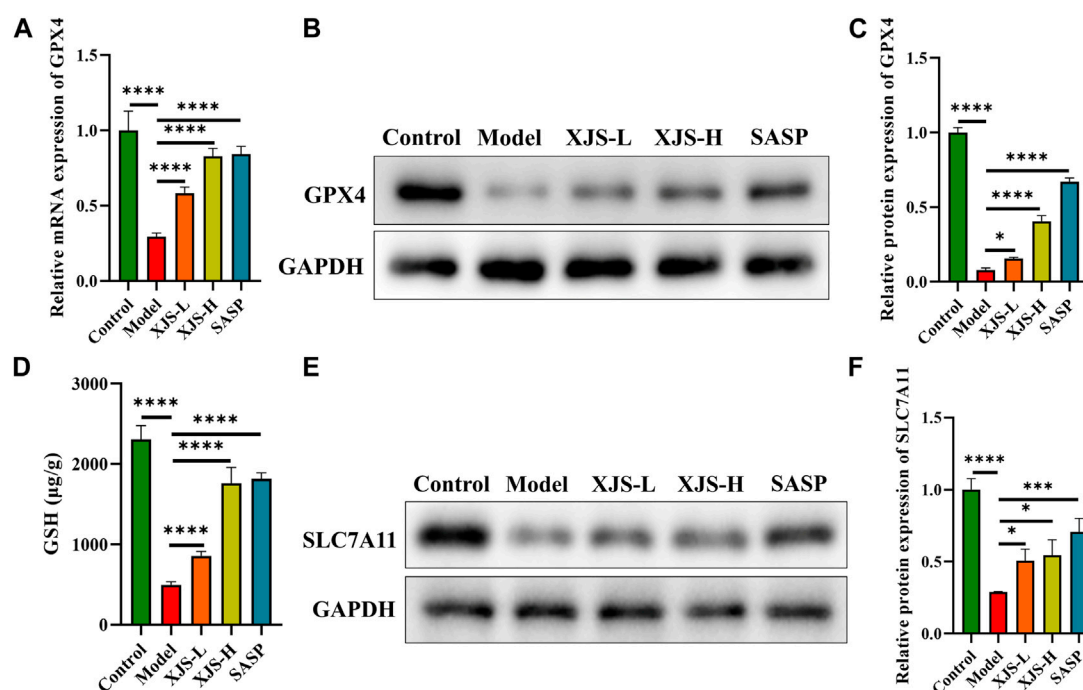 A
Relative mRNA expression of GPX4
1.5
1.0
0.5
0.0
****
****
****
****
Control
Model
XJS-L
XJS-H
SASP
B
Control Model XJS-L XJS-H SASP
GPX4
GAPDH
C
Relative protein expression of GPX4
1.5
1.0
0.5
0.0
****
****
****
*
Control
Model
XJS-L
XJS-H
SASP
D
GSH (μg/g)
3000
2000
1000
0
****
****
****
****
Control
Model
XJS-L
XJS-H
SASP
E
Control Model XJS-L XJS-H SASP
SLC7A11
GAPDH
F
Relative protein expression of SLC7A11
1.5
1.0
0.5
0.0
****
***
*
*
Control
Model
XJS-L
XJS-H
SASP